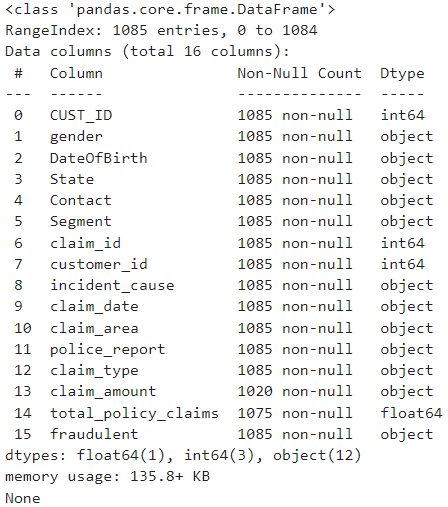 <class 'pandas.core.frame.DataFrame'>
RangeIndex: 1085 entries, 0 to 1084
Data columns (total 16 columns):
 #   Column               Non-Null Count  Dtype
---  ------               --------------  -----
 0   CUST_ID              1085 non-null   int64
 1   gender               1085 non-null   object
 2   DateOfBirth          1085 non-null   object
 3   State                1085 non-null   object
 4   Contact              1085 non-null   object
 5   Segment              1085 non-null   object
 6   claim_id             1085 non-null   int64
 7   customer_id          1085 non-null   int64
 8   incident_cause       1085 non-null   object
 9   claim_date           1085 non-null   object
 10  claim_area           1085 non-null   object
 11  police_report        1085 non-null   object
 12  claim_type           1085 non-null   object
 13  claim_amount         1020 non-null   object
 14  total_policy_claims  1075 non-null   float64
 15  fraudulent           1085 non-null   object
dtypes: float64(1), int64(3), object(12)
memory usage: 135.8+ KB
None